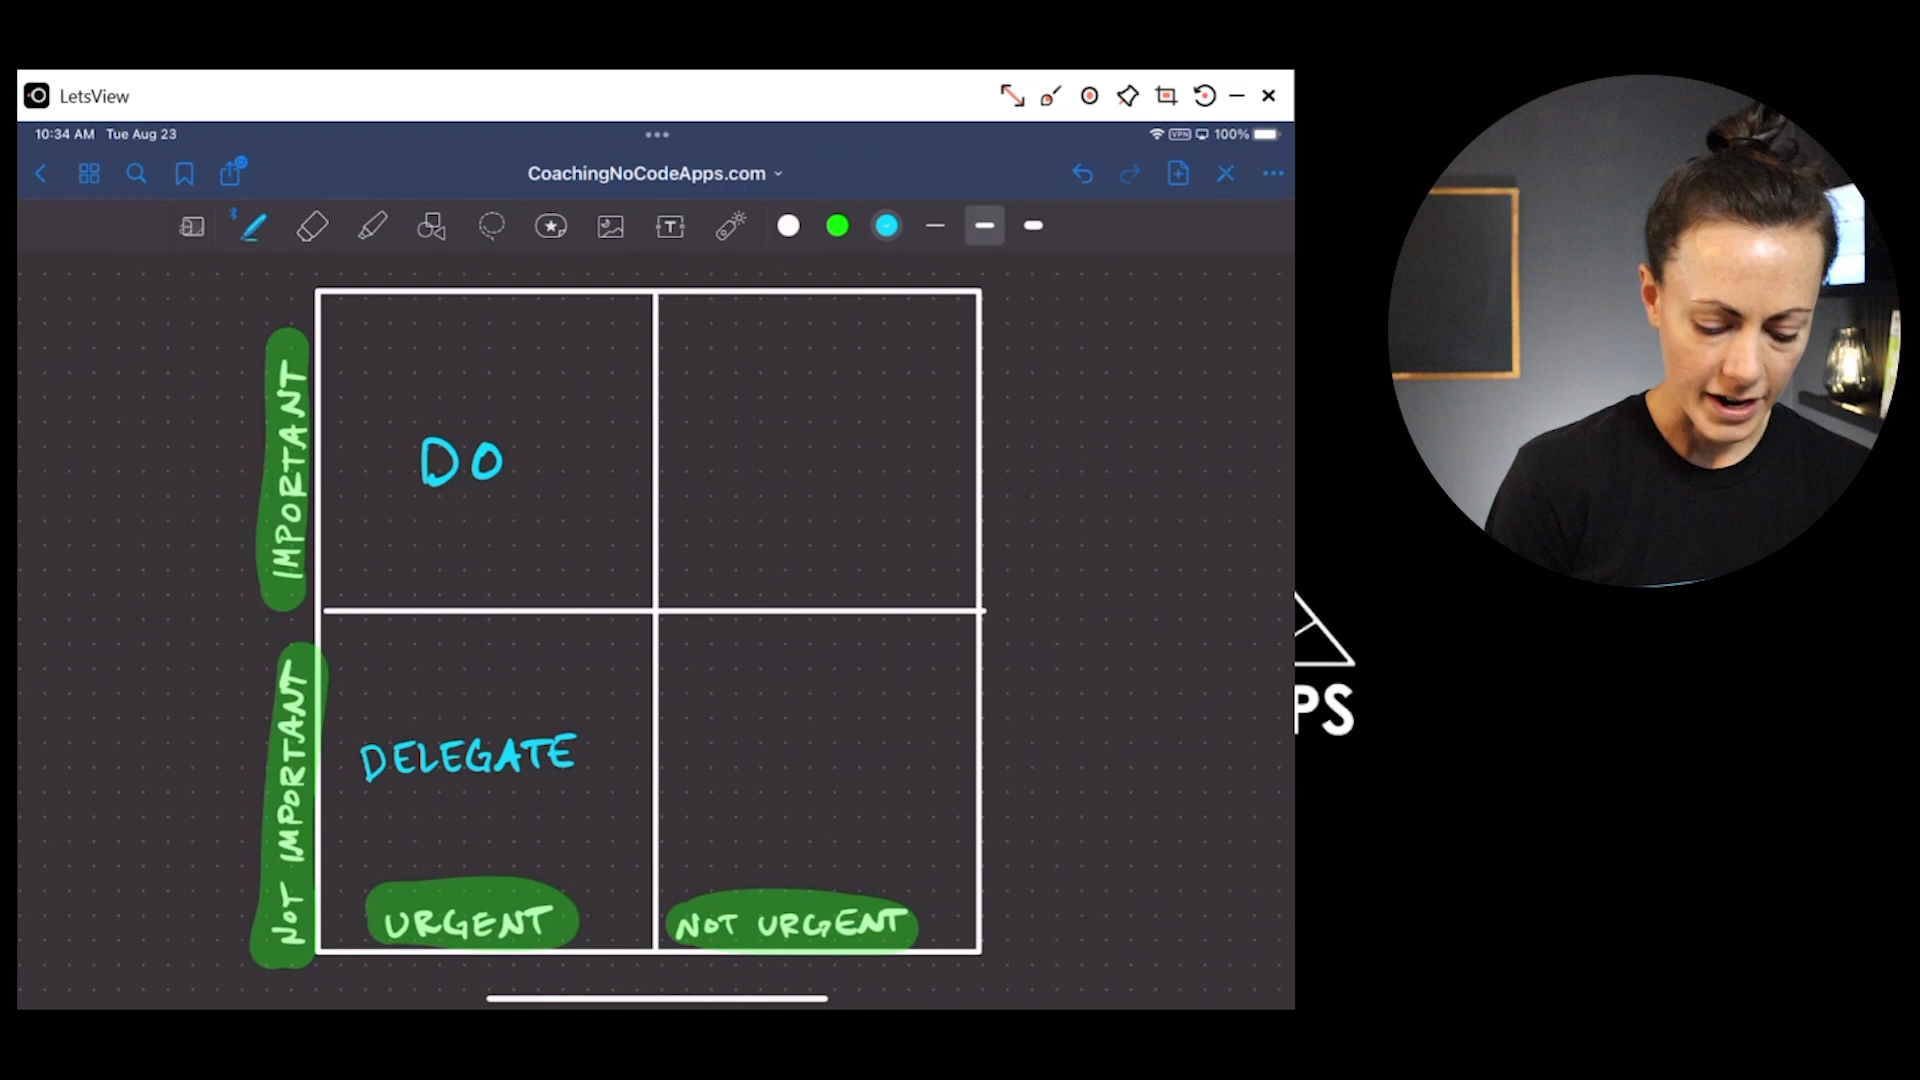 LetsView
10:34 AM Tue Aug 23
VPN 100%
CoachingNoCodeApps.com
T
IMPORTANT
DO
NOT IMPORTANT
DELEGATE
URGENT
NOT URGENT
PS